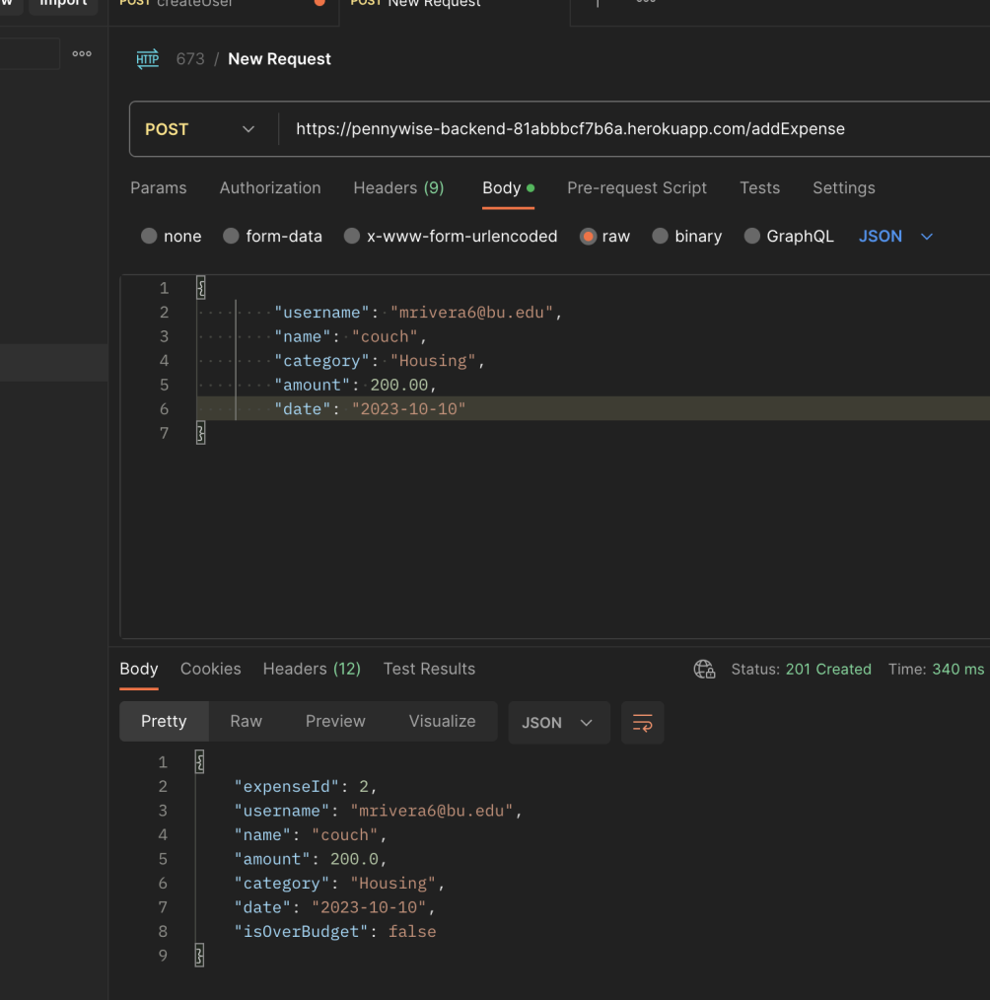 w Import POST createUser POST New Request
HTTP 673 / New Request
POST https://pennywise-backend-81abbbcf7b6a.herokuapp.com/addExpense
Params Authorization Headers (9) Body Pre-request Script Tests Settings
none form-data x-www-form-urlencoded raw binary GraphQL JSON
1 {
2 "username": "mrivera6@bu.edu",
3 "name": "couch",
4 "category": "Housing",
5 "amount": 200.00,
6 "date": "2023-10-10"
7 }
Body Cookies Headers (12) Test Results Status: 201 Created Time: 340 ms
Pretty Raw Preview Visualize JSON
1 {
2 "expenseId": 2,
3 "username": "mrivera6@bu.edu",
4 "name": "couch",
5 "amount": 200.0,
6 "category": "Housing",
7 "date": "2023-10-10",
8 "isOverBudget": false
9 }